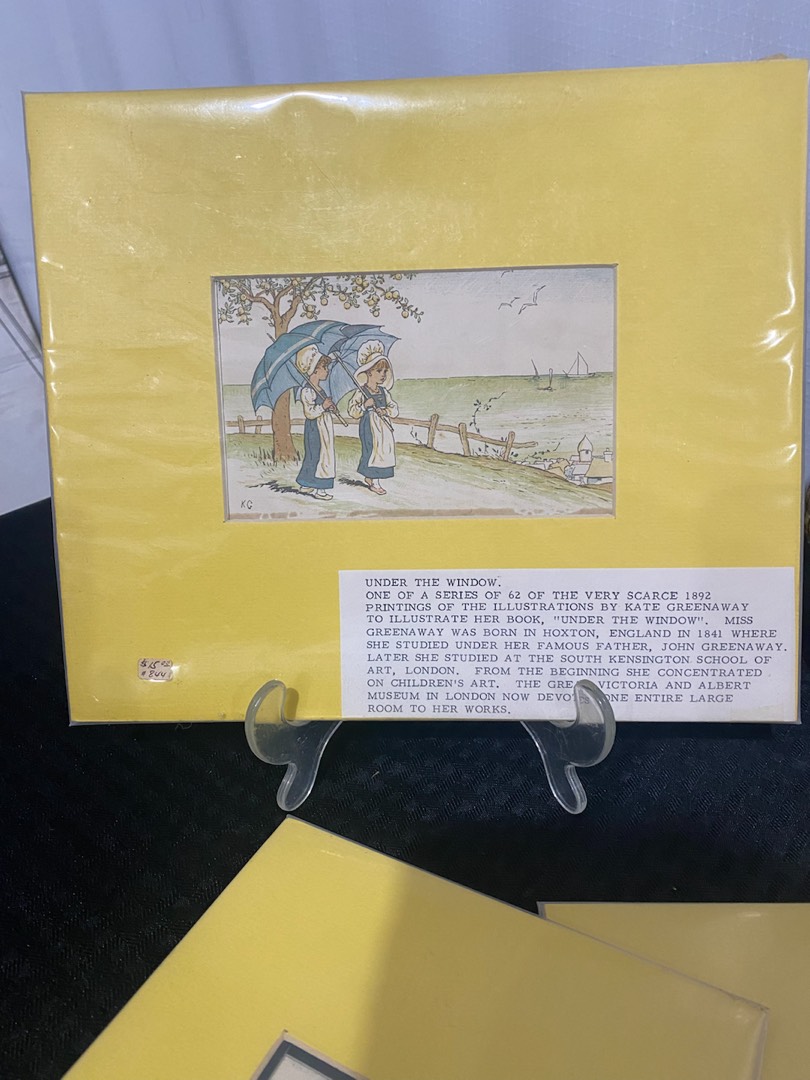 KG
UNDER THE WINDOW.
ONE OF A SERIES OF 62 OF THE VERY SCARCE 1892
PRINTINGS OF THE ILLUSTRATIONS BY KATE GREENAWAY
TO ILLUSTRATE HER BOOK, "UNDER THE WINDOW". MISS
GREENAWAY WAS BORN IN HOXTON, ENGLAND IN 1841 WHERE
SHE STUDIED UNDER HER FAMOUS FATHER, JOHN GREENAWAY.
LATER SHE STUDIED AT THE SOUTH KENSINGTON SCHOOL OF
ART, LONDON. FROM THE BEGINNING SHE CONCENTRATED
ON CHILDREN'S ART. THE GRE VICTORIA AND ALBERT
MUSEUM IN LONDON NOW DEVO ONE ENTIRE LARGE
ROOM TO HER WORKS.